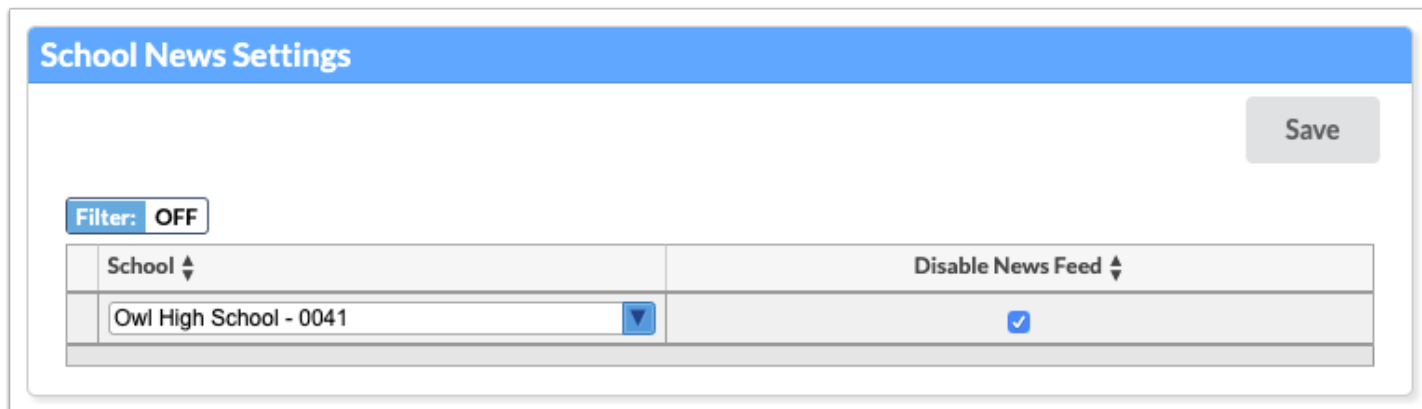 School News Settings
Save
Filter: OFF
School Disable News Feed
Owl High School - 0041